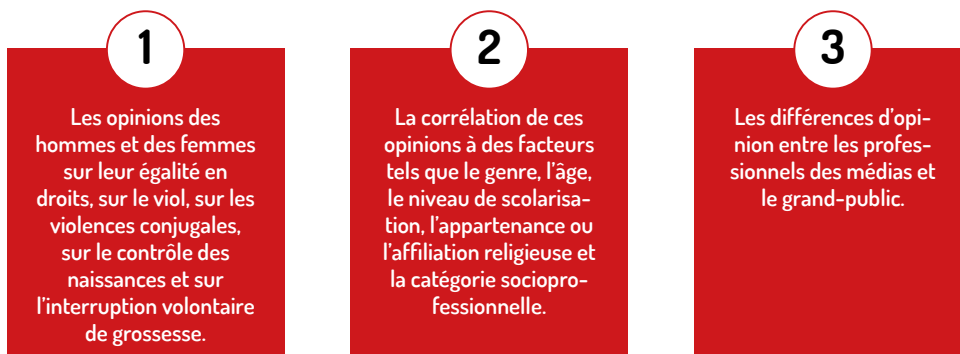 1
Les opinions des
hommes et des femmes
sur leur égalité en
droits, sur le viol, sur les
violences conjugales,
sur le contrôle des
naissances et sur
l'interruption volontaire
de grossesse.
2
La corrélation de ces
opinions à des facteurs
tels que le genre, l'âge,
le niveau de scolarisa-
tion, l'appartenance ou
l'affiliation religieuse et
la catégorie sociopro-
fessionnelle.
3
Les différences d'opi-
nion entre les profes-
sionnels des médias et
le grand-public.